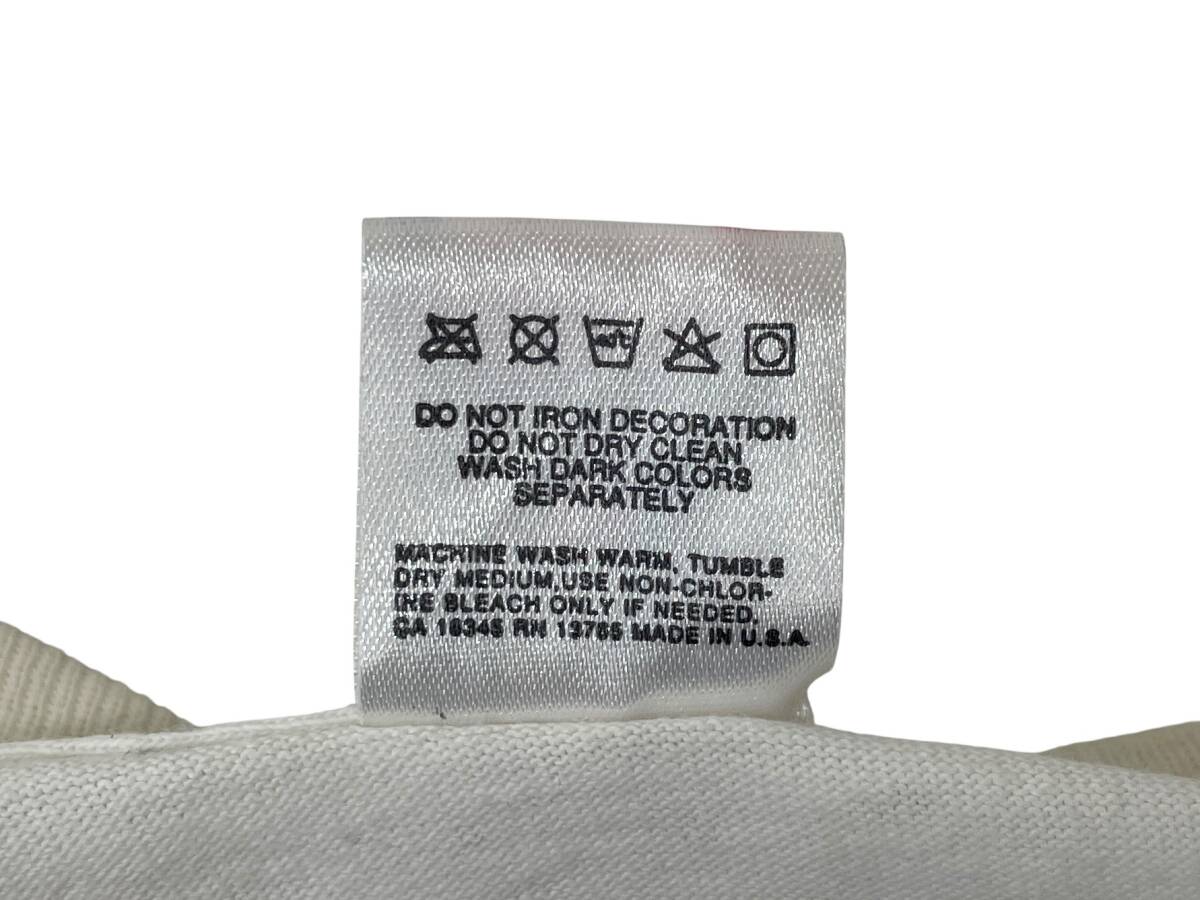 40°C
DO NOT IRON DECORATION
DO NOT DRY CLEAN
WASH DARK COLORS
SEPARATELY
MACHINE WASH WARM, TUMBLE
DRY MEDIUM, USE NON-CHLOR-
INE BLEACH ONLY IF NEEDED.
CA 16345 RN 13765 MADE IN U.S.A.